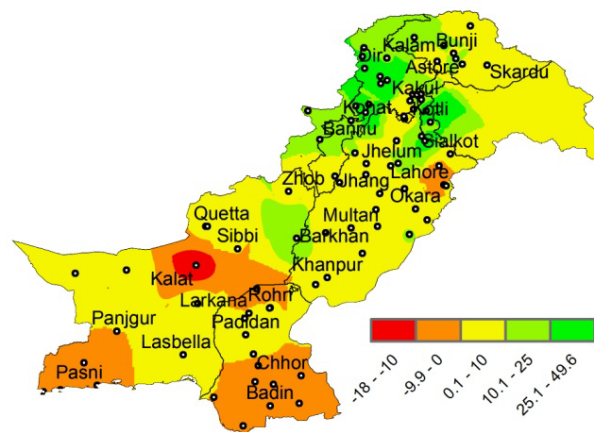 Kalam
Bunji
Dir
Astore
Skardu
Kakul
Kohat
Kotli
Bannu
Sialkot
Jhelum
Zhob
Jhang
Lahore
Okara
Quetta
Multan
Sibbi
Barkhan
Khanpur
Kalat
Larkana
Rohri
Panjgur
Padidan
Lasbella
Chhor
Pasni
Badin
-18 - -10
-9.9 - 0
0.1 - 10
10.1 - 25
25.1 - 49.6